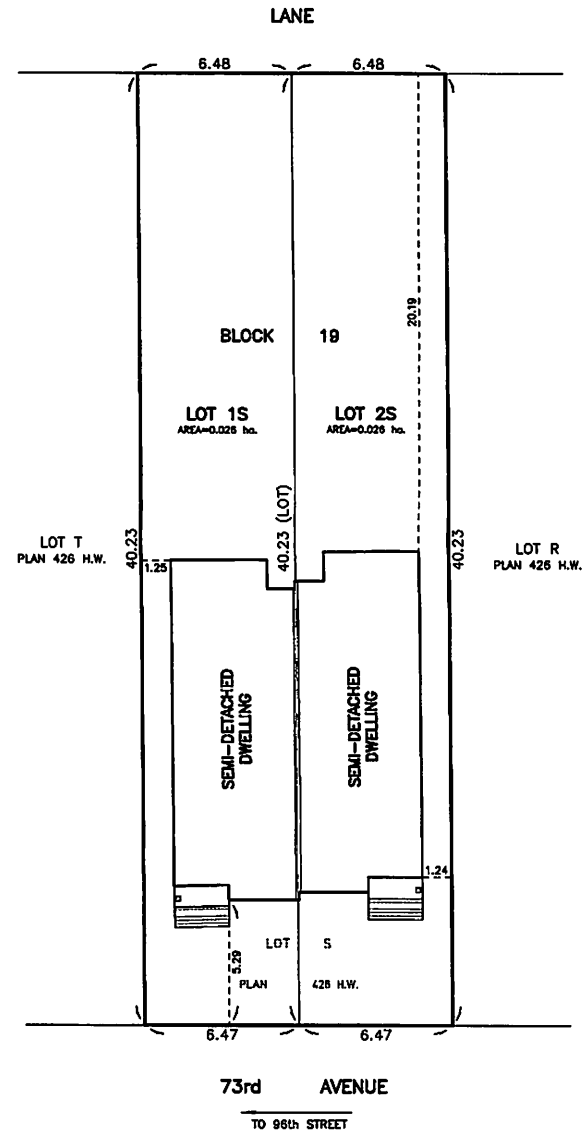 LANE
6.48 6.48
20.19
BLOCK 19
LOT 1S
AREA=0.026 ha.
LOT 2S
AREA=0.026 ha.
40.23 (LOT)
LOT T
PLAN 426 H.W.
40.23
40.23
LOT R
PLAN 426 H.W.
1.25
SEMI-DETACHED
DWELLING
SEMI-DETACHED
DWELLING
1.24
LOT S
5.29
PLAN 426 H.W.
6.47 6.47
73rd AVENUE
TO 96th STREET